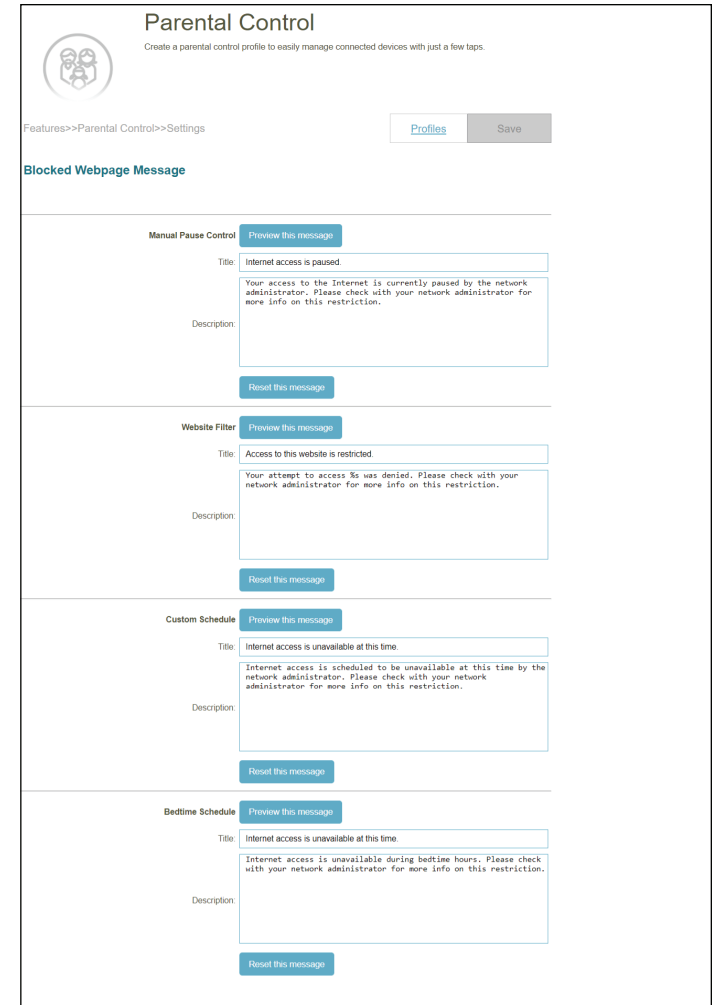 Parental Control
Create a parental control profile to easily manage connected devices with just a few taps.
Features>>Parental Control>>Settings
Profiles
Save
Blocked Webpage Message
Manual Pause Control
Preview this message
Title:
Internet access is paused.
Description:
Your access to the Internet is currently paused by the network
administrator. Please check with your network administrator for
more info on this restriction.
Reset this message
Website Filter
Preview this message
Title:
Access to this website is restricted.
Description:
Your attempt to access %s was denied. Please check with your
network administrator for more info on this restriction.
Reset this message
Custom Schedule
Preview this message
Title:
Internet access is unavailable at this time.
Description:
Internet access is scheduled to be unavailable at this time by the
network administrator. Please check with your network
administrator for more info on this restriction.
Reset this message
Bedtime Schedule
Preview this message
Title:
Internet access is unavailable at this time.
Description:
Internet access is unavailable during bedtime hours. Please check
with your network administrator for more info on this restriction.
Reset this message